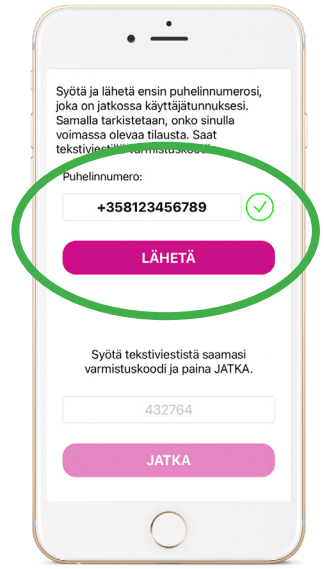 Syötä ja lähetä ensin puhelinnumerosi,
joka on jatkossa käyttäjätunnuksesi.
Samalla tarkistetaan, onko sinulla
voimassa olevaa tilausta. Saat
tekstiviestillä
Puhelinnumero:
+358123456789
LÄHETÄ
Syötä tekstiviestistä saamasi
varmistuskoodi ja paina JATKA.
432764
JATKA